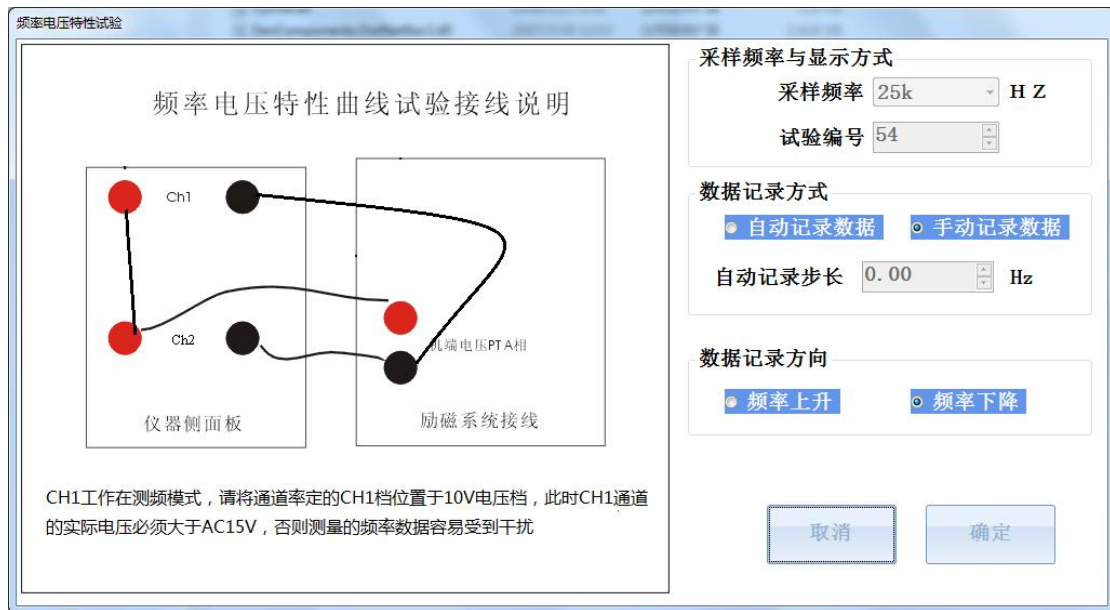 频率电压特性试验
频率电压特性曲线试验接线说明
Ch1
Ch2
机端电压PT A相
仪器侧面板
励磁系统接线
CH1工作在测频模式，请将通道率定的CH1档位置于10V电压档，此时CH1通道
的实际电压必须大于AC15V，否则测量的频率数据容易受到干扰
采样频率与显示方式
采样频率 25k HZ
试验编号 54
数据记录方式
自动记录数据 手动记录数据
自动记录步长 0.00 Hz
数据记录方向
频率上升 频率下降
取消 确定